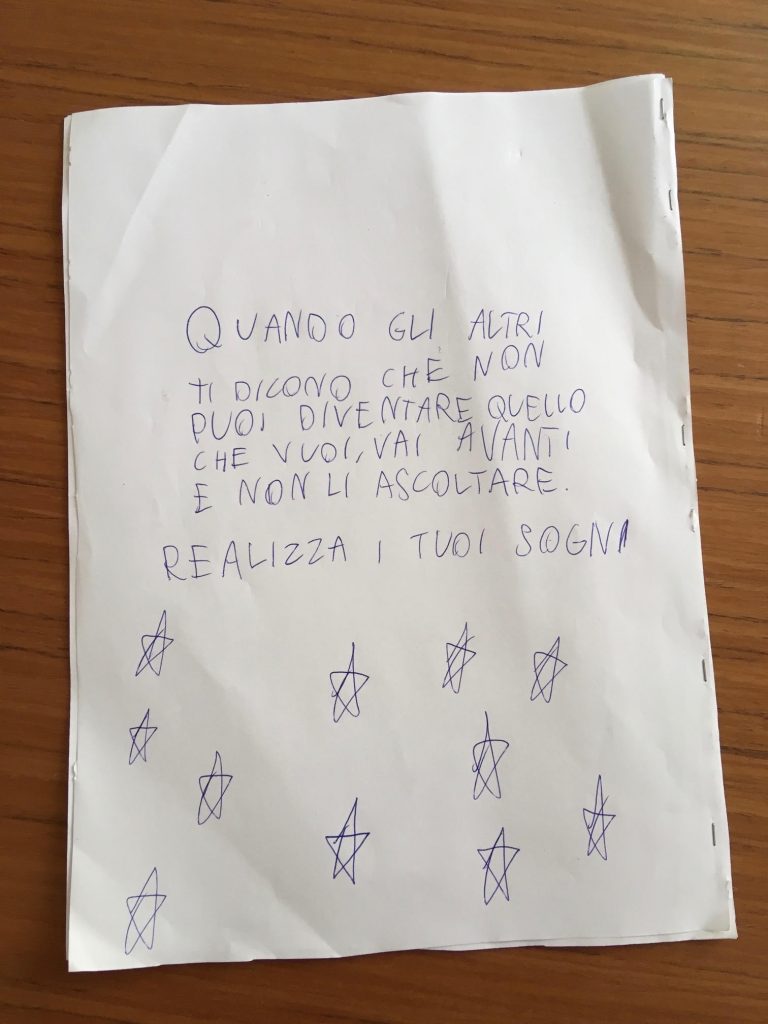 QUANDO GLI ALTRI
TI DICONO CHE NON
PUOI DIVENTARE QUELLO
CHE VUOI, VAI AVANTI
E NON LI ASCOLTARE.
REALIZZA I TUOI SOGNI